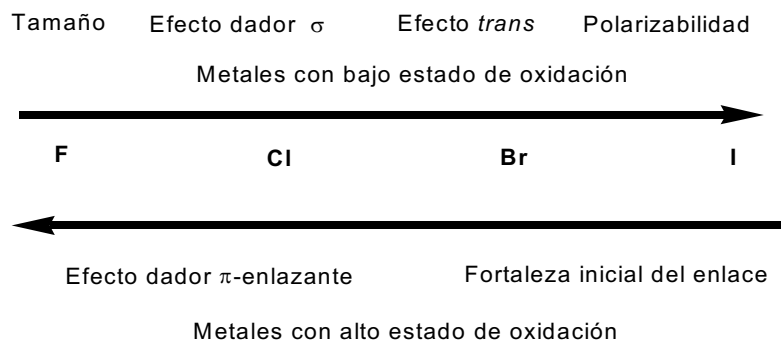 Tamaño Efecto dador σ Efecto trans Polarizabilidad
Metales con bajo estado de oxidación
F Cl Br I
Efecto dador π-enlazante Fortaleza inicial del enlace
Metales con alto estado de oxidación